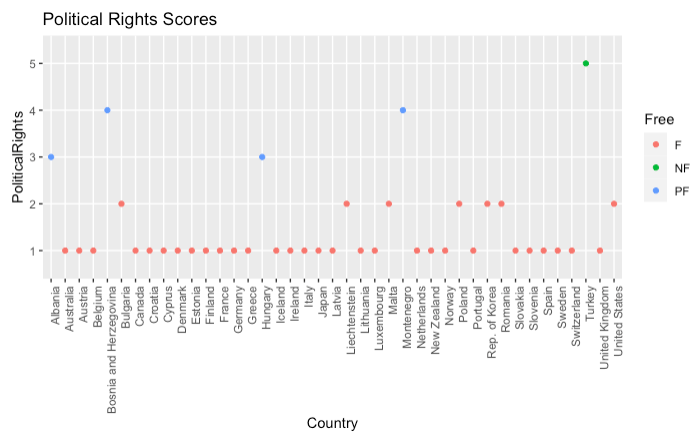 Political Rights Scores
PoliticalRights
5
4
3
2
1
Albania
Australia
Austria
Belgium
Bosnia and Herzegovina
Bulgaria
Canada
Croatia
Cyprus
Denmark
Estonia
Finland
France
Germany
Greece
Hungary
Iceland
Ireland
Italy
Japan
Latvia
Liechtenstein
Lithuania
Luxembourg
Malta
Montenegro
Netherlands
New Zealand
Norway
Poland
Portugal
Rep. of Korea
Romania
Slovakia
Slovenia
Spain
Sweden
Switzerland
Turkey
United Kingdom
United States
Country
Free
F
NF
PF